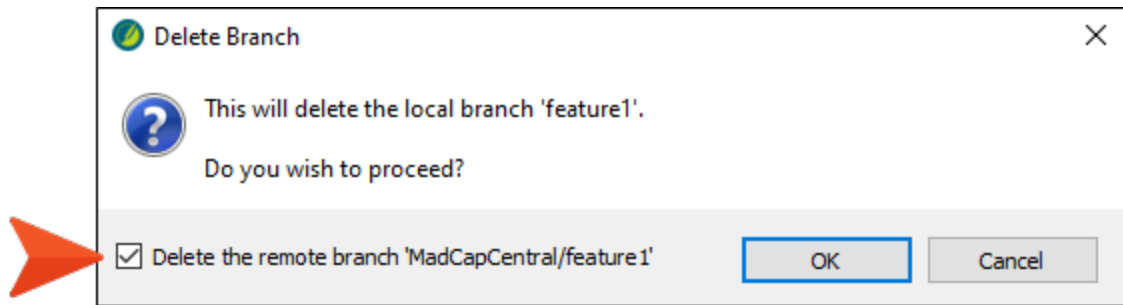 Delete Branch
This will delete the local branch 'feature1'.
Do you wish to proceed?
Delete the remote branch 'MadCapCentral/feature1'
OK
Cancel